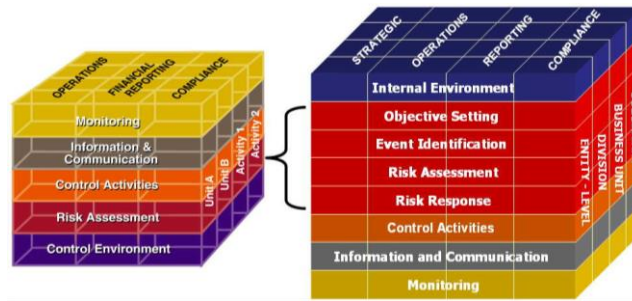 OPERATIONS
FINANCIAL
REPORTING
COMPLIANCE
Monitoring
Information &
Communication
Control Activities
Risk Assessment
Control Environment
Unit A
Unit B
Activity 1
Activity 2
STRATEGIC
OPERATIONS
REPORTING
COMPLIANCE
Internal Environment
Objective Setting
Event Identification
Risk Assessment
Risk Response
Control Activities
Information and Communication
Monitoring
ENTITY - LEVEL
DIVISION
BUSINESS UNIT